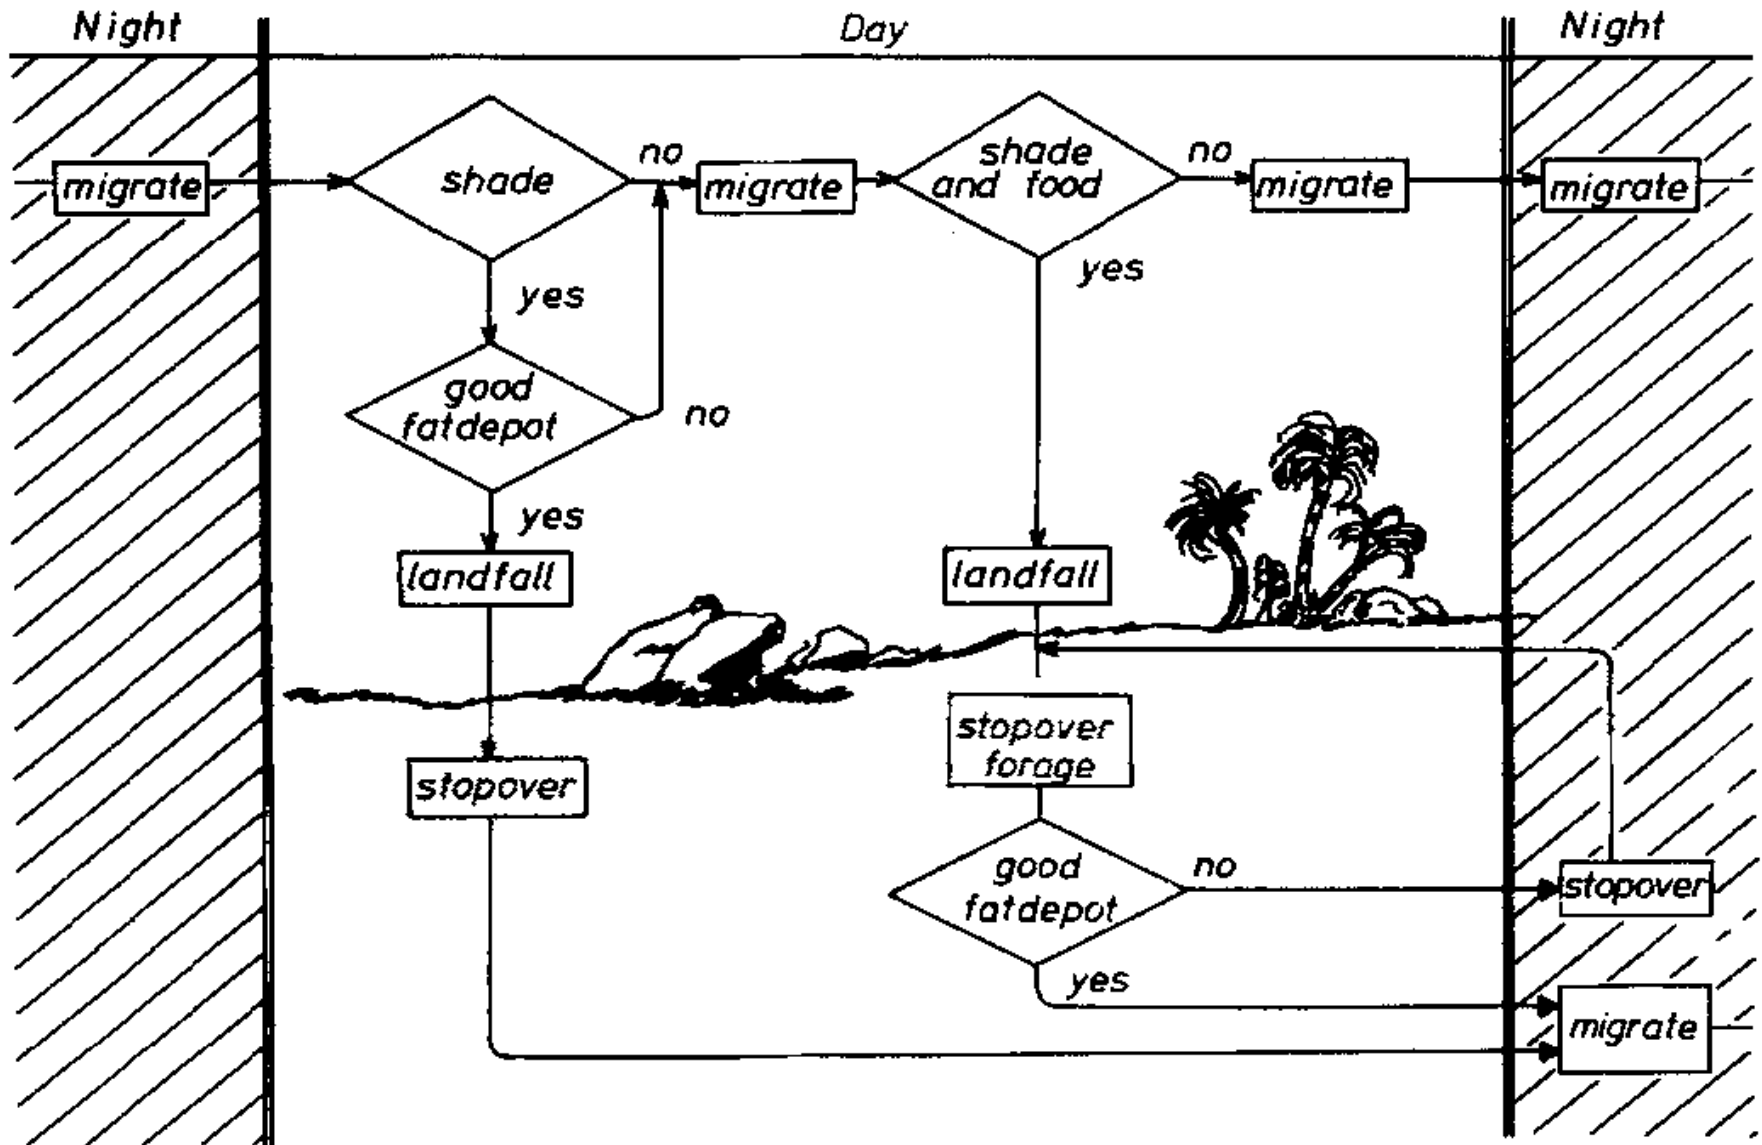 Night
Day
Night
migrate
shade
no
migrate
shade
and food
no
migrate
migrate
yes
yes
good
fatdepot
no
yes
landfall
landfall
stopover
stopover
forage
good
fatdepot
no
stopover
yes
migrate